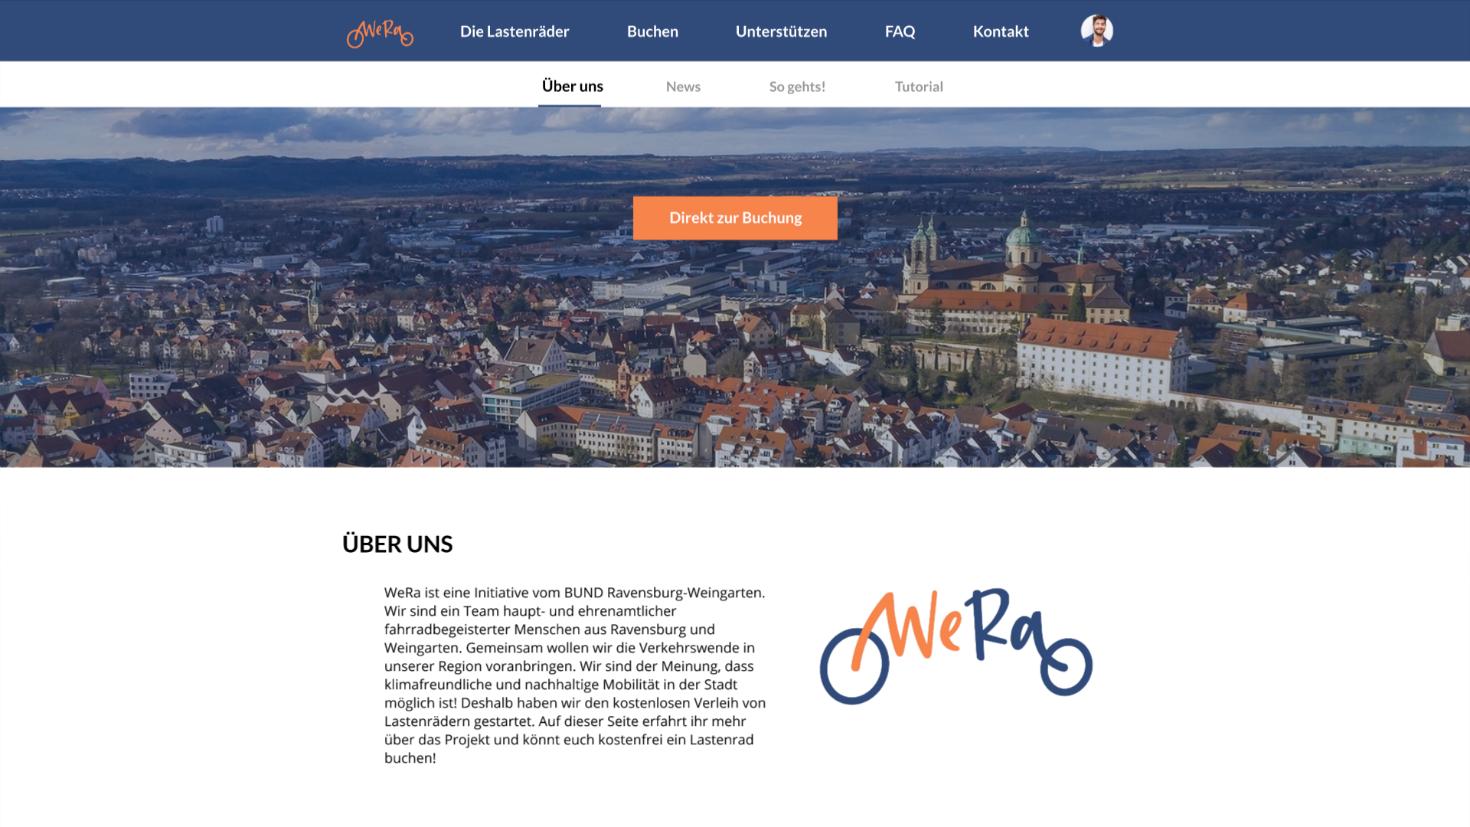 WeRa Die Lastenräder Buchen Unterstützen FAQ Kontakt
Über uns News So gehts! Tutorial
Direkt zur Buchung
ÜBER UNS
WeRa ist eine Initiative vom BUND Ravensburg-Weingarten.
Wir sind ein Team haupt- und ehrenamtlicher
fahrradbegeisterter Menschen aus Ravensburg und
Weingarten. Gemeinsam wollen wir die Verkehrswende in
unserer Region voranbringen. Wir sind der Meinung, dass
klimafreundliche und nachhaltige Mobilität in der Stadt
möglich ist! Deshalb haben wir den kostenlosen Verleih von
Lastenrädern gestartet. Auf dieser Seite erfahrt ihr mehr
über das Projekt und könnt euch kostenfrei ein Lastenrad
buchen!
WeRa